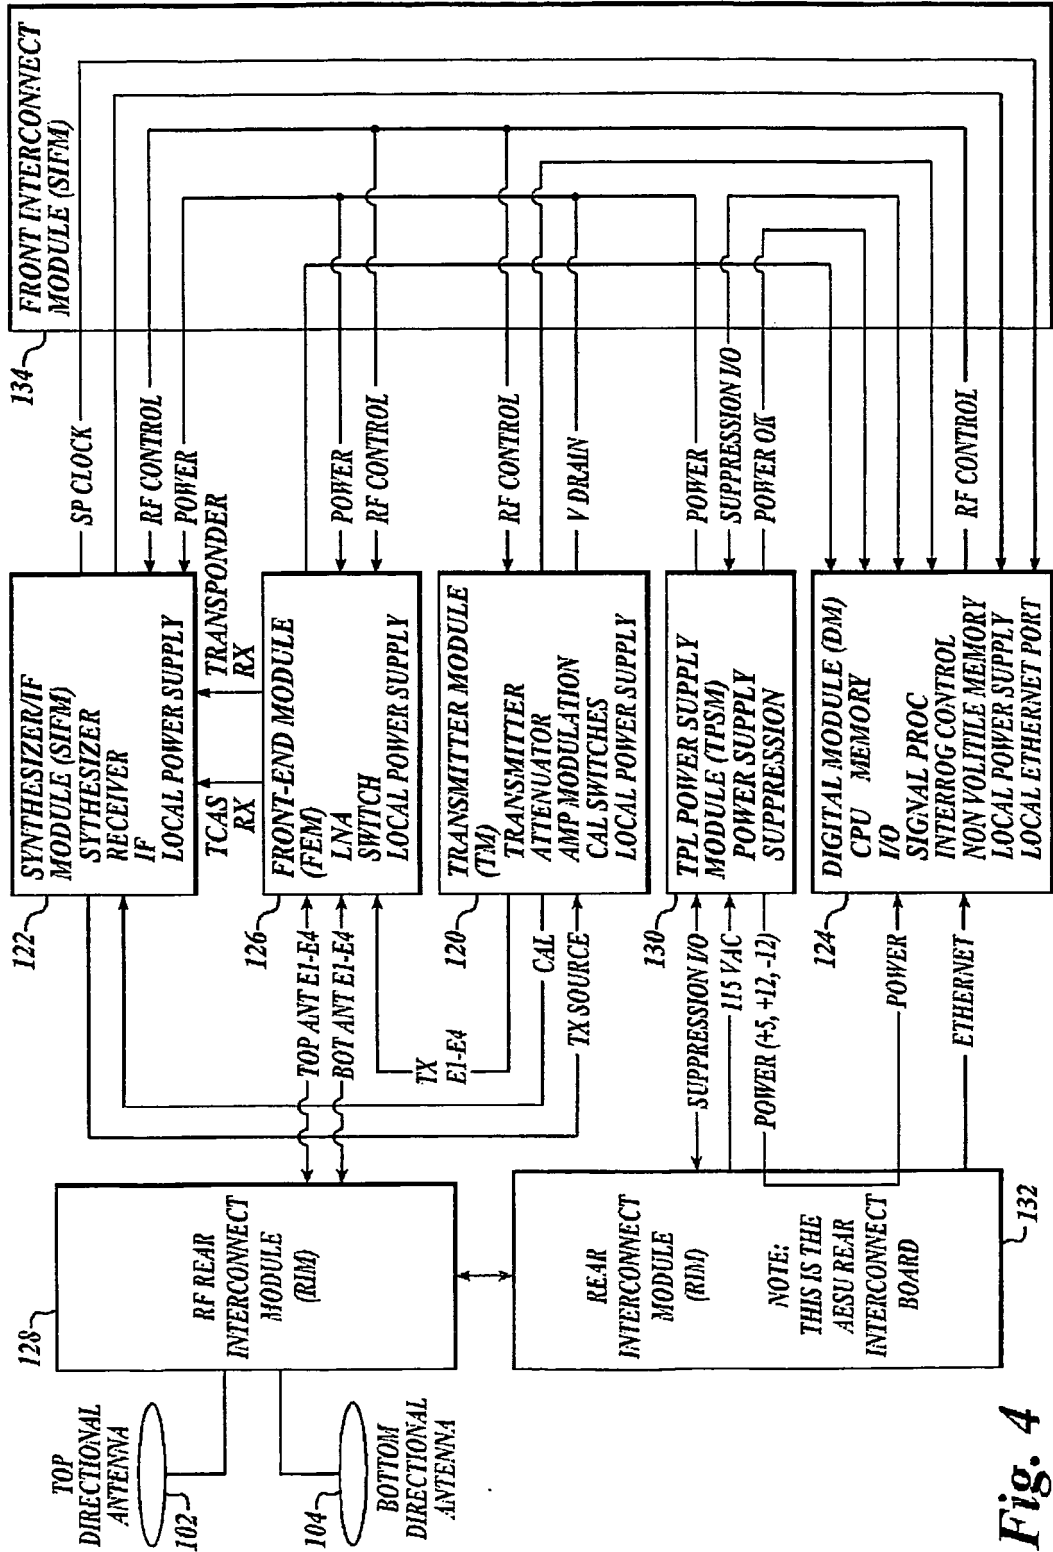 TOP
DIRECTIONAL
ANTENNA
102
104
BOTTOM
DIRECTIONAL
ANTENNA
128
RF REAR
INTERCONNECT
MODULE
(RIM)
REAR
INTERCONNECT
MODULE
(RIM)
NOTE:
THIS IS THE
AESU REAR
INTERCONNECT
BOARD
132
TOP ANT E1-E4
BOT ANT E1-E4
TX
E1-E4
CAL
TX SOURCE
SUPPRESSION I/O
115 VAC
POWER (+5, +12, -12)
POWER
ETHERNET
122
SYNTHESIZER/IF
MODULE (SIFM)
SYTHESIZER
RECEIVER
IF
LOCAL POWER SUPPLY
TCAS
RX
TRANSPONDER
RX
126
FRONT-END MODULE
(FEM)
LNA
SWITCH
LOCAL POWER SUPPLY
120
TRANSMITTER MODULE
(TM)
TRANSMITTER
ATTENUATOR
AMP MODULATION
CAL SWITCHES
LOCAL POWER SUPPLY
130
TPL POWER SUPPLY
MODULE (TPSM)
POWER SUPPLY
SUPPRESSION
124
DIGITAL MODULE (DM)
CPU MEMORY
I/O
SIGNAL PROC
INTERROG CONTROL
NON VOLITILE MEMORY
LOCAL POWER SUPPLY
LOCAL ETHERNET PORT
SP CLOCK
RF CONTROL
POWER
POWER
RF CONTROL
RF CONTROL
V DRAIN
POWER
SUPPRESSION I/O
POWER OK
RF CONTROL
134
FRONT INTERCONNECT
MODULE (SIFM)
Fig. 4